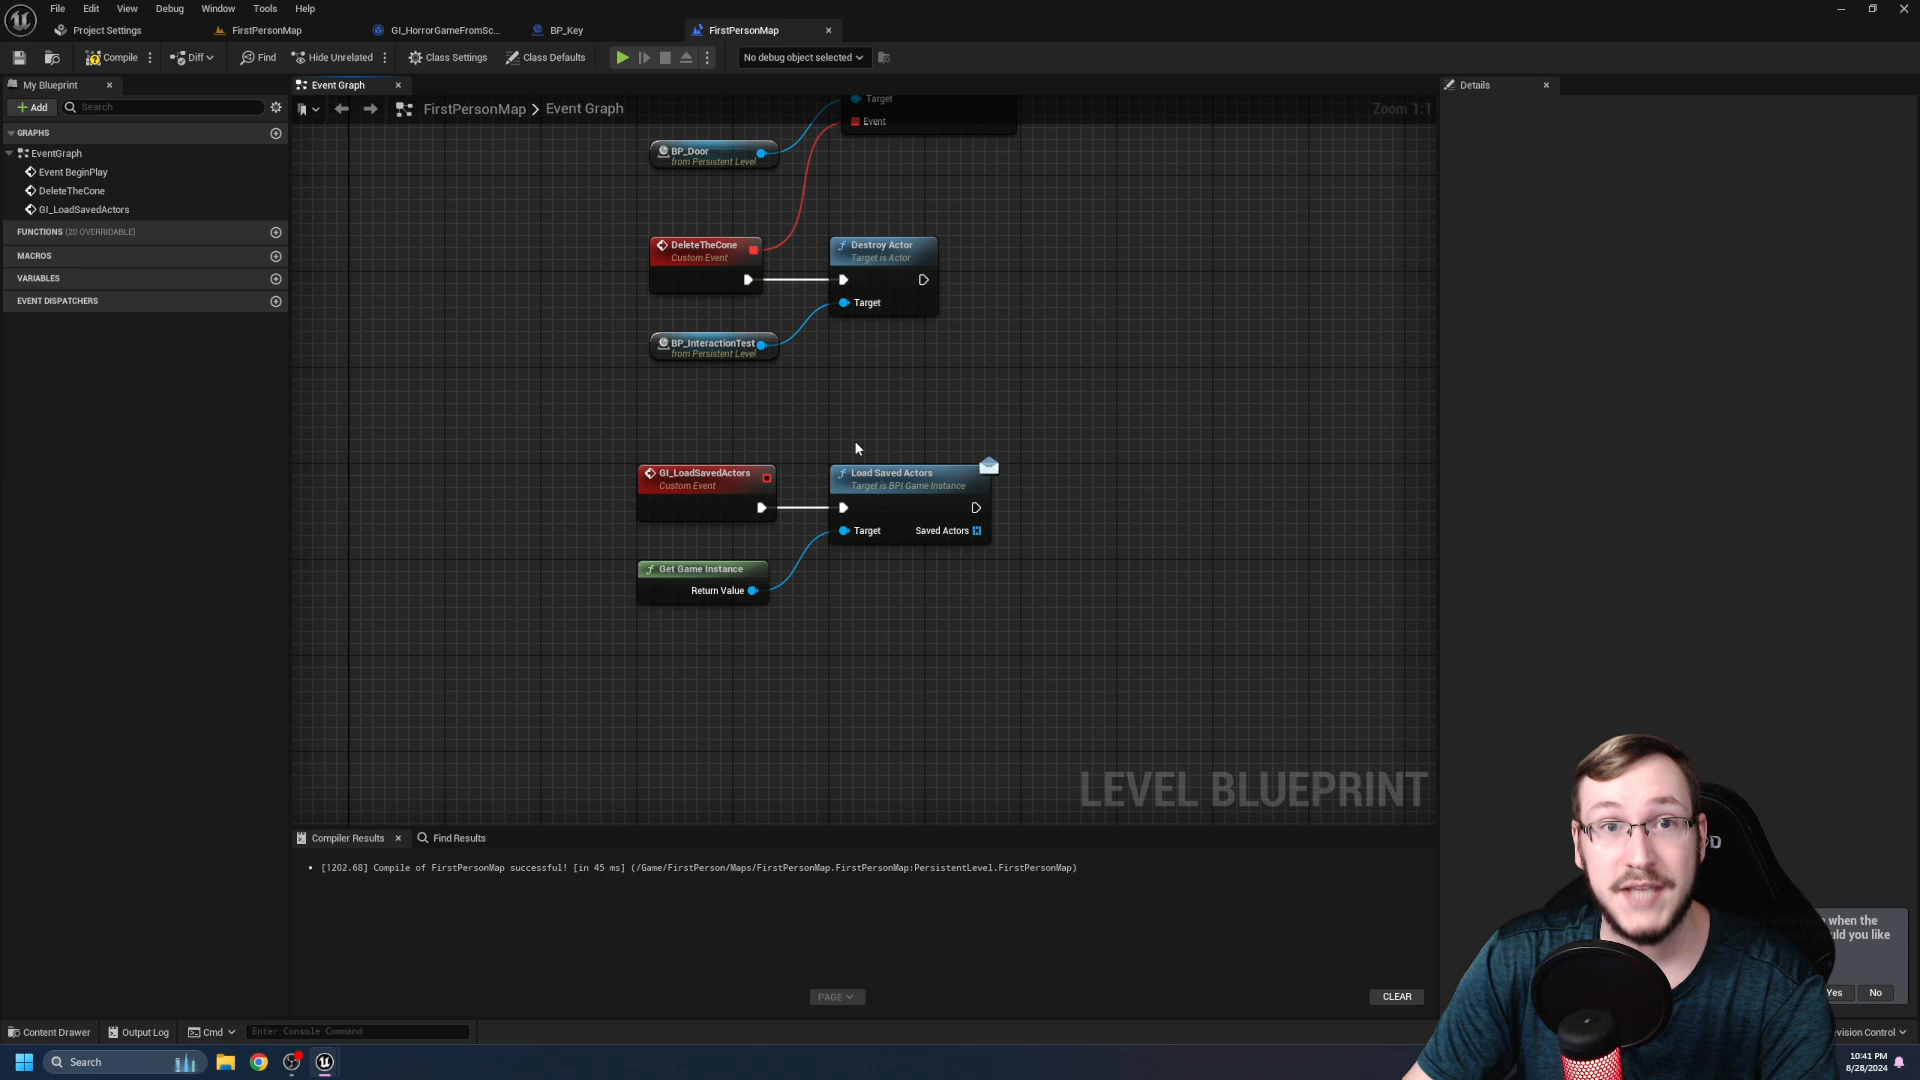 File Edit View Debug Window Tools Help
Project Settings FirstPersonMap GI_HorrorGameFromSc... BP_Key FirstPersonMap
Compile Diff Find Hide Unrelated Class Settings Class Defaults No debug object selected
My Blueprint
Add Search
GRAPHS
EventGraph
Event BeginPlay
DeleteTheCone
GI_LoadSavedActors
FUNCTIONS (20 OVERRIDABLE)
MACROS
VARIABLES
EVENT DISPATCHERS
Event Graph
FirstPersonMap > Event Graph Zoom 1:1
Target
Event
BP_Door
from Persistent Level
DeleteTheCone
Custom Event
Destroy Actor
Target is Actor
Target
BP_InteractionTest
from Persistent Level
GI_LoadSavedActors
Custom Event
Load Saved Actors
Target is BPI Game Instance
Target Saved Actors
Get Game Instance
Return Value
LEVEL BLUEPRINT
Details
Compiler Results Find Results
[1202.68] Compile of FirstPersonMap successful! [in 45 ms] (/Game/FirstPerson/Maps/FirstPersonMap.FirstPersonMap:PersistentLevel.FirstPersonMap)
PAGE CLEAR
when the
you like
Yes No
Content Drawer Output Log Cmd Enter Console Command
Search
10:41 PM
8/28/2024